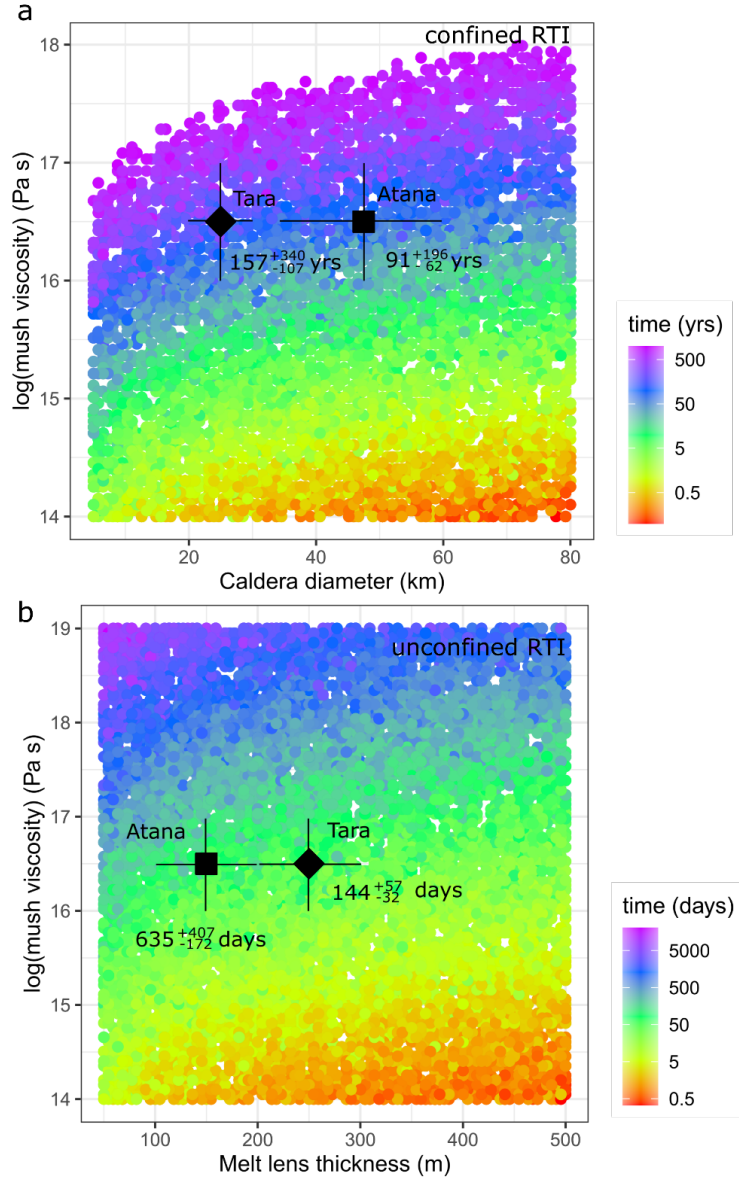 a
confined RTI
18
17
16
15
14
log(mush viscosity) (Pa s)
Tara
157 +340 -107 yrs
Atana
91 +196 - 62 yrs
20
40
60
80
Caldera diameter (km)
time (yrs)
500
50
5
0.5
b
unconfined RTI
19
18
17
16
15
14
log(mush viscosity) (Pa s)
Atana
635 +407 -172 days
Tara
144 +57 -32 days
100
200
300
400
500
Melt lens thickness (m)
time (days)
5000
500
50
5
0.5